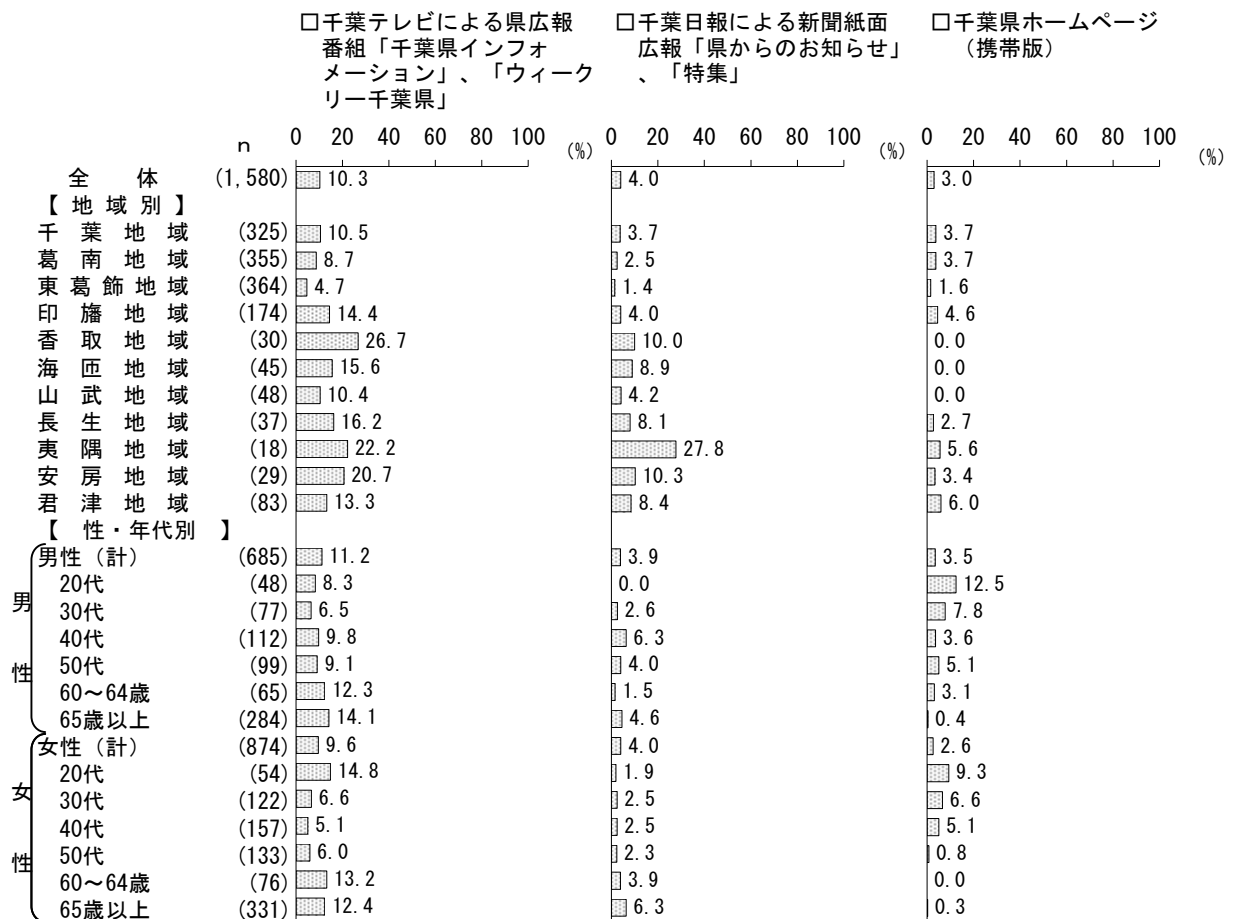 □千葉テレビによる県広報
番組「千葉県インフォ
メーション」、「ウィーク
リー千葉県」
□千葉日報による新聞紙面
広報「県からのお知らせ」
、「特集」
□千葉県ホームページ
（携帯版）
n 0 20 40 60 80 100 (%) 0 20 40 60 80 100 (%) 0 20 40 60 80 100 (%)
全体 (1,580) 10.3 4.0 3.0
【地域別】
千葉地域 (325) 10.5 3.7 3.7
葛南地域 (355) 8.7 2.5 3.7
東葛飾地域 (364) 4.7 1.4 1.6
印旛地域 (174) 14.4 4.0 4.6
香取地域 (30) 26.7 10.0 0.0
海匝地域 (45) 15.6 8.9 0.0
山武地域 (48) 10.4 4.2 0.0
長生地域 (37) 16.2 8.1 2.7
夷隅地域 (18) 22.2 27.8 5.6
安房地域 (29) 20.7 10.3 3.4
君津地域 (83) 13.3 8.4 6.0
【性・年代別】
男性
男性（計） (685) 11.2 3.9 3.5
20代 (48) 8.3 0.0 12.5
30代 (77) 6.5 2.6 7.8
40代 (112) 9.8 6.3 3.6
50代 (99) 9.1 4.0 5.1
60～64歳 (65) 12.3 1.5 3.1
65歳以上 (284) 14.1 4.6 0.4
女性
女性（計） (874) 9.6 4.0 2.6
20代 (54) 14.8 1.9 9.3
30代 (122) 6.6 2.5 6.6
40代 (157) 5.1 2.5 5.1
50代 (133) 6.0 2.3 0.8
60～64歳 (76) 13.2 3.9 0.0
65歳以上 (331) 12.4 6.3 0.3